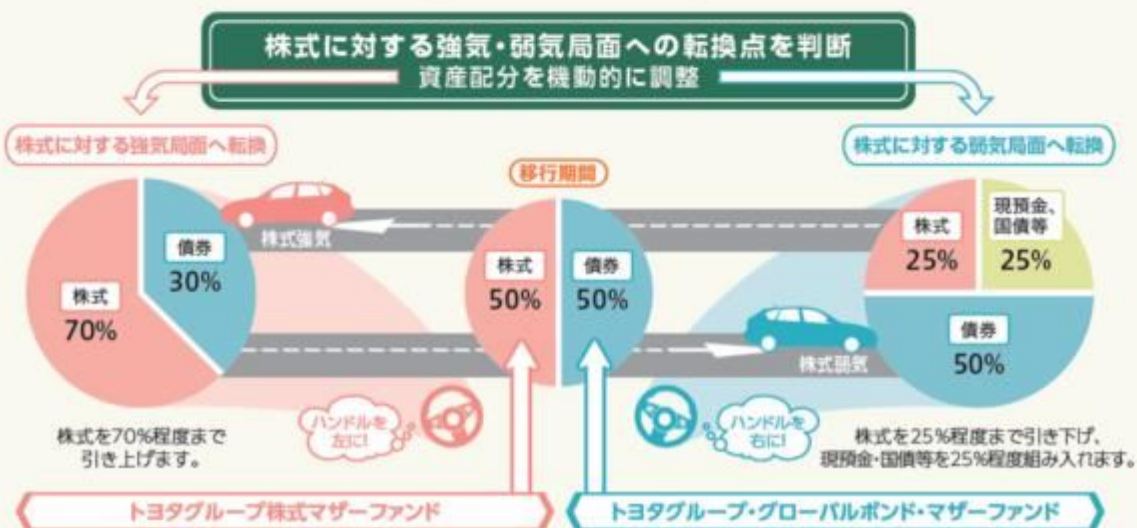 株式に対する強気・弱気局面への転換点を判断
資産配分を機動的に調整
株式に対する強気局面へ転換
移行期間
株式に対する弱気局面へ転換
債券
30%
株式
70%
株式強気
株式
50%
債券
50%
株式
25%
現預金、
国債等
25%
債券
50%
株式弱気
ハンドルを
左に!
ハンドルを
右に!
株式を70%程度まで
引き上げます。
株式を25%程度まで引き下げ、
現預金・国債等を25%程度組み入れます。
トヨタグループ株式マザーファンド
トヨタグループ・グローバルボンド・マザーファンド